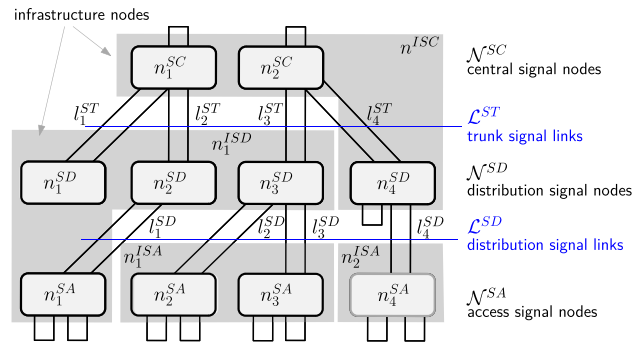 infrastructure nodes
n^{ISC}
n_1^{SC} n_2^{SC}
𝒩^{SC}
central signal nodes
l_1^{ST} l_2^{ST} l_3^{ST} l_4^{ST}
ℒ^{ST}
trunk signal links
n_1^{ISD}
n_1^{SD} n_2^{SD} n_3^{SD} n_4^{SD}
𝒩^{SD}
distribution signal nodes
l_1^{SD} l_2^{SD} l_3^{SD} l_4^{SD}
ℒ^{SD}
distribution signal links
n_1^{ISA} n_2^{ISA}
n_1^{SA} n_2^{SA} n_3^{SA} n_4^{SA}
𝒩^{SA}
access signal nodes